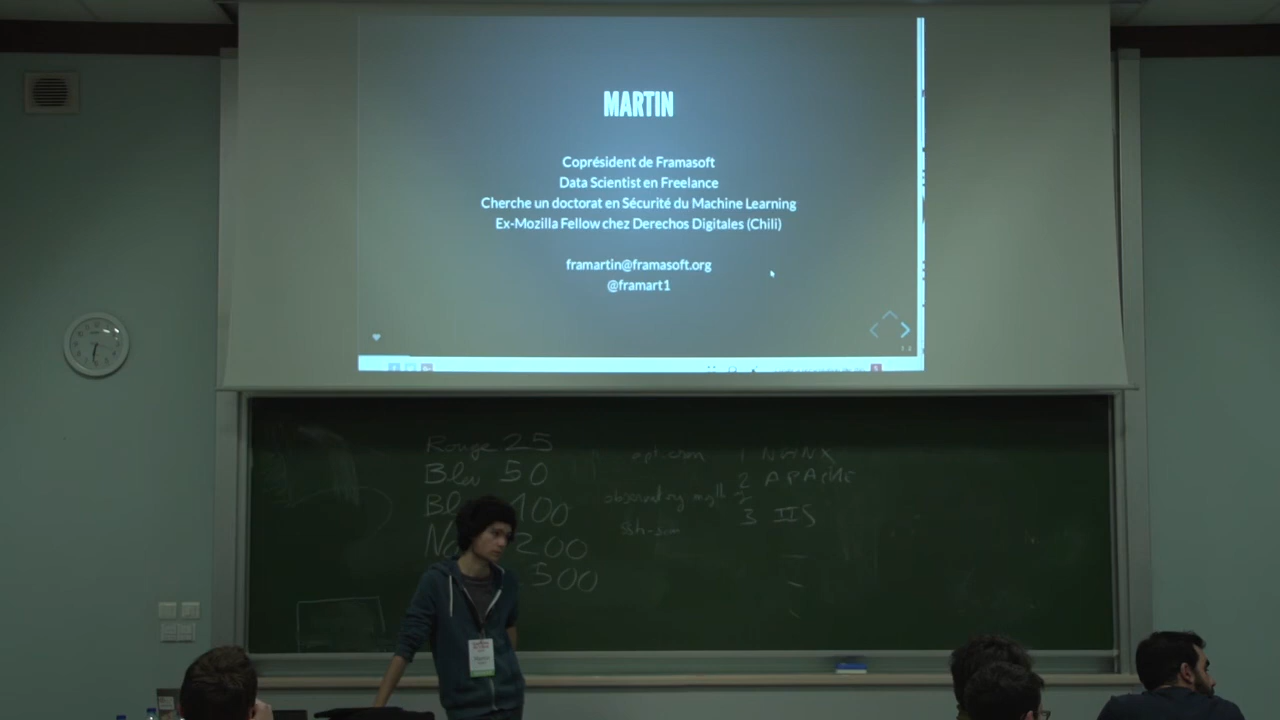 MARTIN
Coprésident de Framasoft
Data Scientist en Freelance
Cherche un doctorat en Sécurité du Machine Learning
Ex-Mozilla Fellow chez Derechos Digitales (Chili)
framartin@framasoft.org
@framart1
Rouge 25
Bleu 50
100
200
500
1 NGINX
2 APACHE
3 IIS